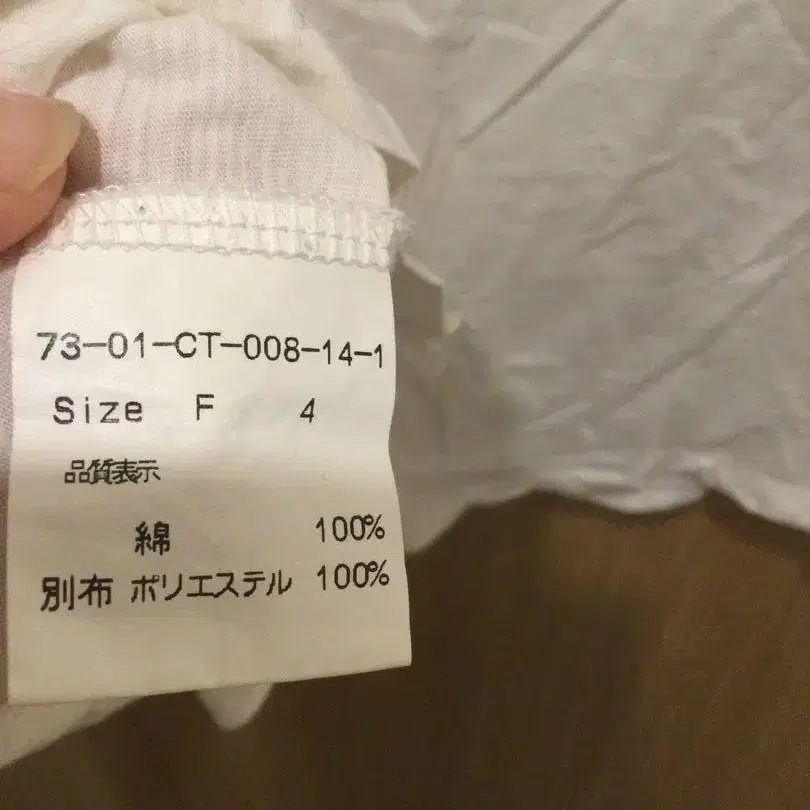 73-01-CT-008-14-1
Size F 4
品質表示
綿 100%
別布 ポリエステル 100%